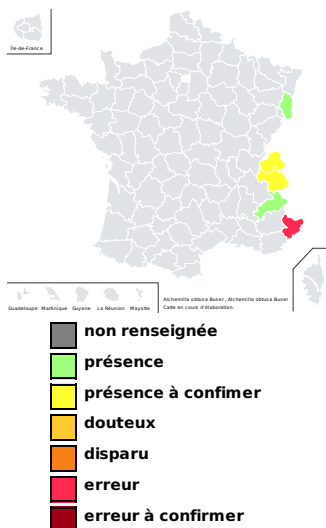 Île-de-France
Guadeloupe Martinique Guyane La Réunion Mayotte
Alchemilla obtusa Buser , Alchemilla obtusa Buser
Carte en cours d'élaboration.
non renseignée
présence
présence à confimer
douteux
disparu
erreur
erreur à confirmer